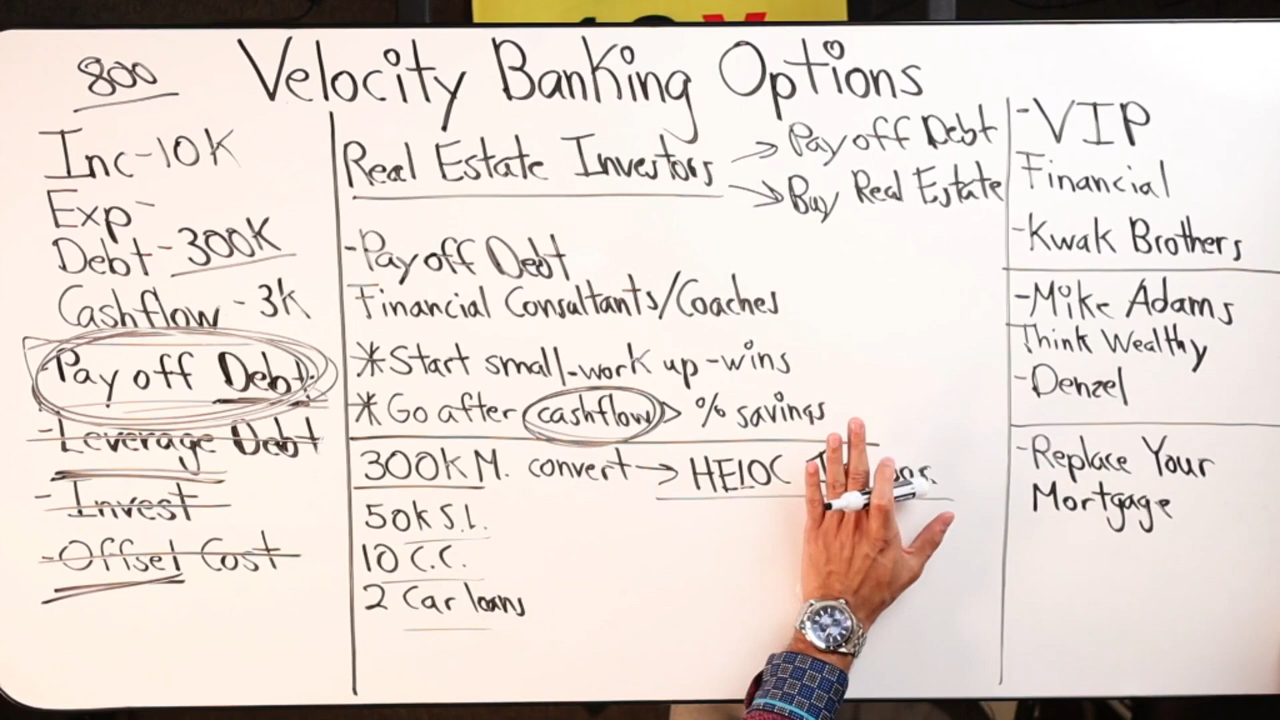 800
Velocity Banking Options
Inc-10K
Exp-
Debt-300K
Cashflow-3k
Pay off Debt
-Leverage Debt
-Invest
-Offset Cost
Real Estate Investors → Pay off Debt
→ Buy Real Estate
-Pay off Debt
Financial Consultants/Coaches
*Start small-work up-wins
*Go after cashflow > % savings
300k M. convert → HELOC
50k S.L.
10 C.C.
2 Car loans
-VIP
Financial
-Kwak Brothers
-Mike Adams
Think Wealthy
-Denzel
-Replace Your
Mortgage